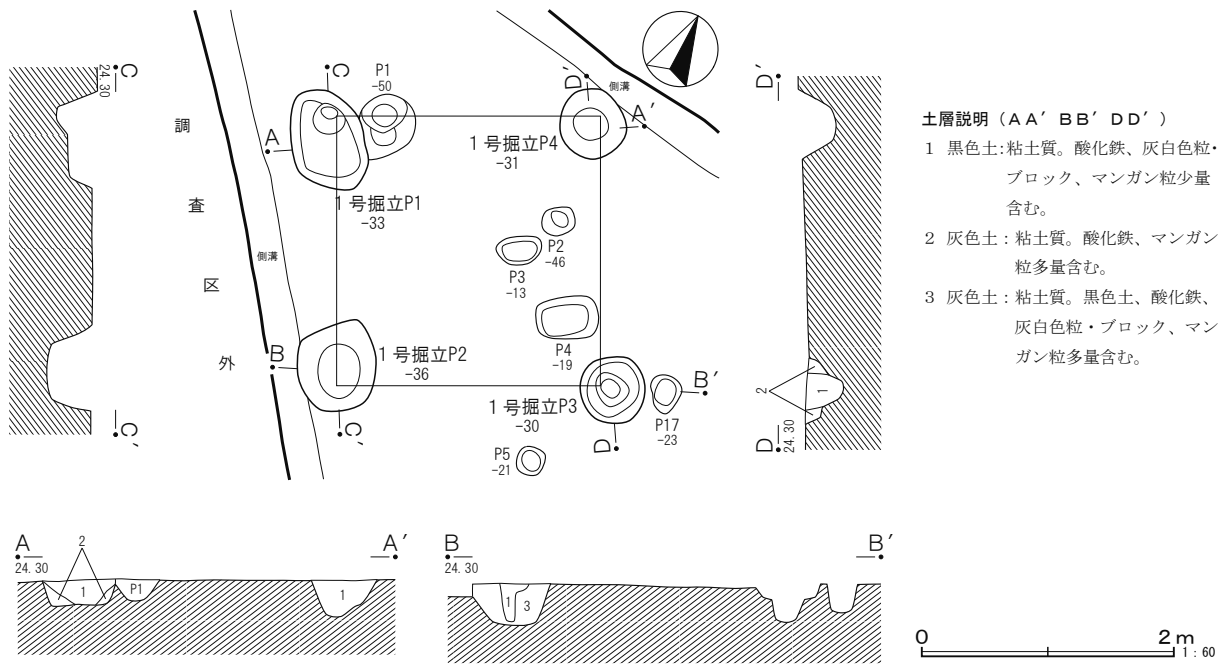 C
24.30
C'
調
査
区
外
側溝
C
P1
-50
A
1号掘立P1
-33
D'
側溝
A'
1号掘立P4
-31
P2
-46
P3
-13
P4
-19
B
1号掘立P2
-36
C'
1号掘立P3
-30
B'
P17
-23
D
P5
-21
D'
2
1
D
24.30
土層説明（AA′BB′DD′）
1 黒色土：粘土質。酸化鉄、灰白色粒・
ブロック、マンガン粒少量
含む。
2 灰色土：粘土質。酸化鉄、マンガン
粒多量含む。
3 灰色土：粘土質。黒色土、酸化鉄、
灰白色粒・ブロック、マン
ガン粒多量含む。
A
24.30
2
1
P1
1
A'
B
24.30
1
3
B'
0
2m
1:60